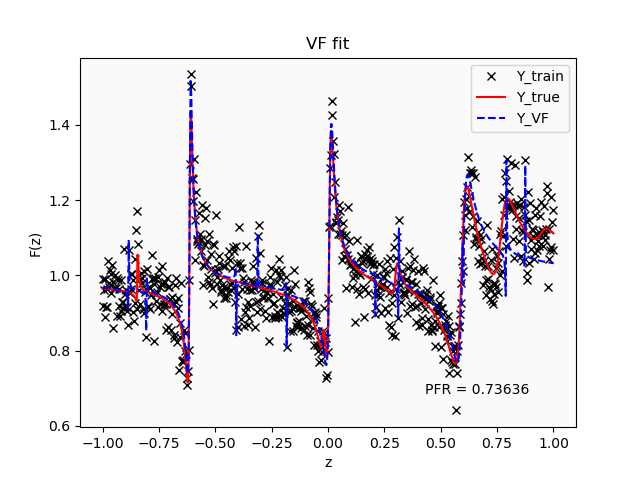 VF fit
Y_train
Y_true
Y_VF
F(z)
1.4
1.2
1.0
0.8
0.6
PFR = 0.73636
−1.00 −0.75 −0.50 −0.25 0.00 0.25 0.50 0.75 1.00
z